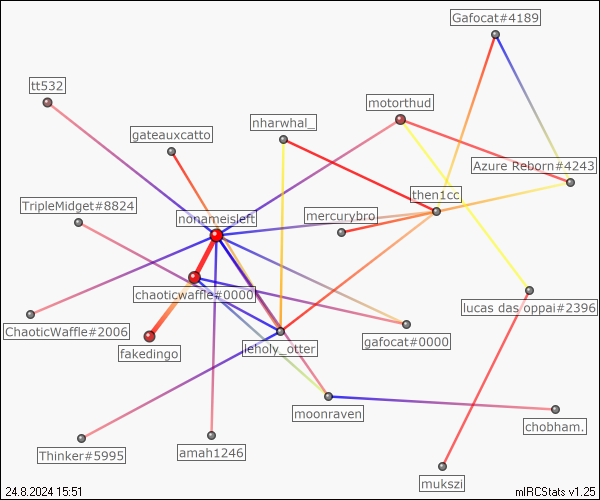 Gafocat#4189
tt532
motorthud
nharwhal_
gateauxcatto
Azure Reborn#4243
then1cc
TripleMidget#8824
mercurybro
nonameisleft
chaoticwaffle#0000
lucas das oppai#2396
ChaoticWaffle#2006
gafocat#0000
leholy_otter
fakedingo
moonraven
chobham.
Thinker#5995
amah1246
mukszi
24.8.2024 15:51
mIRCStats v1.25